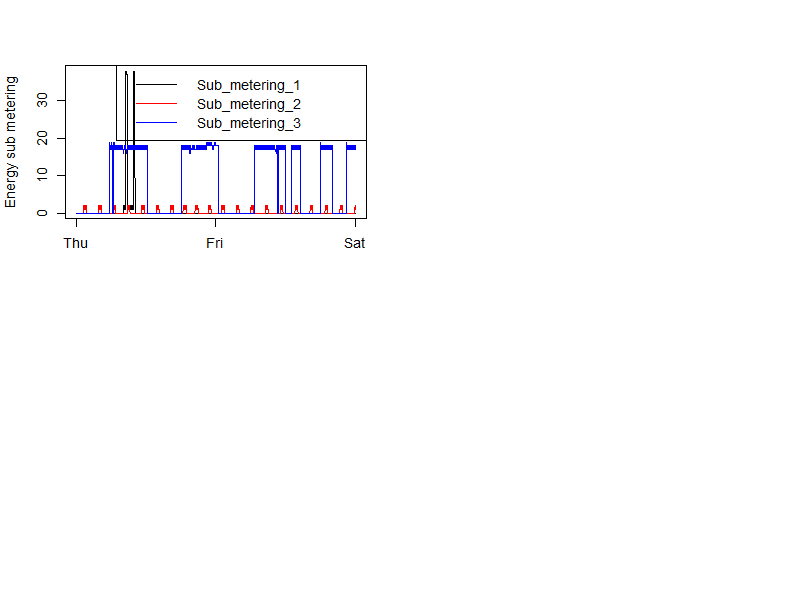 Energy sub metering
30
20
10
0
Sub_metering_1
Sub_metering_2
Sub_metering_3
Thu
Fri
Sat